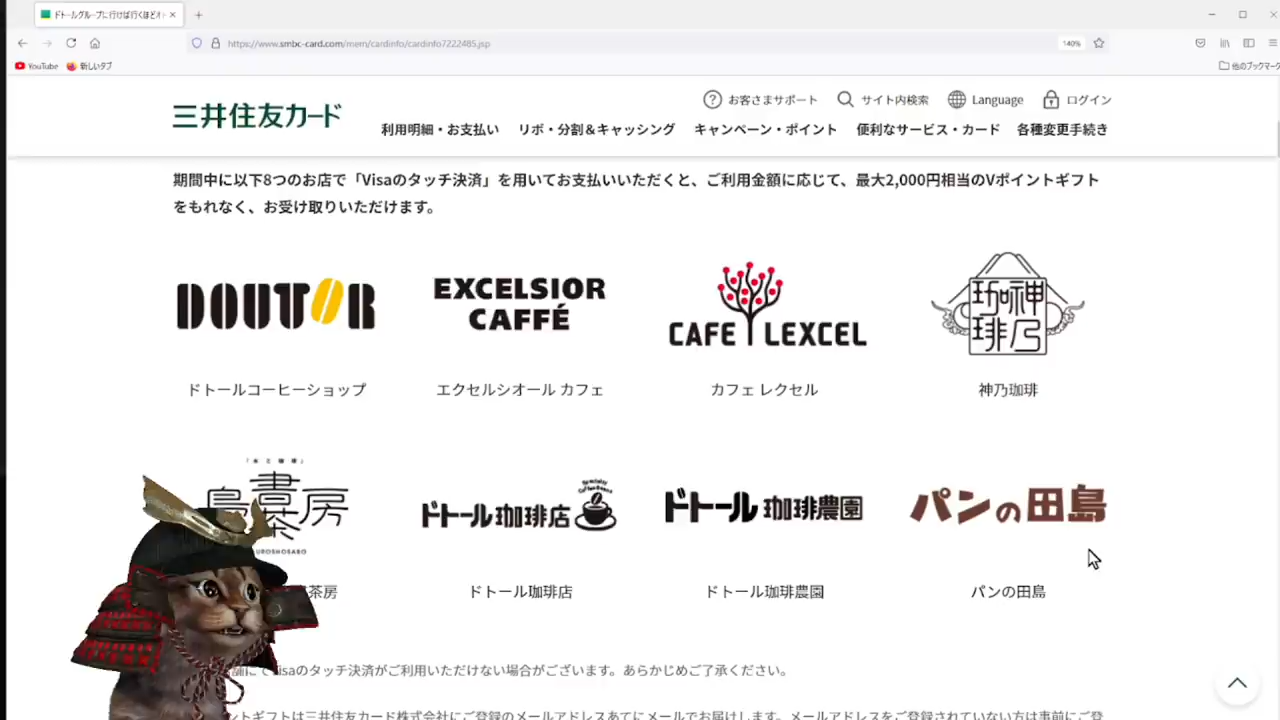 ドトールグループに行けば行くほどオト
https://www.smbc-card.com/mem/cardinfo/cardinfo7222485.jsp
140%
YouTube
新しいタブ
他のブックマーク
お客さまサポート
サイト内検索
Language
ログイン
三井住友カード
利用明細・お支払い
リボ・分割&キャッシング
キャンペーン・ポイント
便利なサービス・カード
各種変更手続き
期間中に以下8つのお店で「Visaのタッチ決済」を用いてお支払いいただくと、ご利用金額に応じて、最大2,000円相当のVポイントギフト
をもれなく、お受け取りいただけます。
DOUTOR
EXCELSIOR
CAFFÉ
CAFE LEXCEL
神乃珈琲
ドトールコーヒーショップ
エクセルシオール カフェ
カフェ レクセル
神乃珈琲
「本と珈琲」
書房
茶
UROSHOSABO
ドトール珈琲店
ドトール珈琲農園
パンの田島
茶房
ドトール珈琲店
ドトール珈琲農園
パンの田島
舗にてVisaのタッチ決済がご利用いただけない場合がございます。あらかじめご了承ください。
ントギフトは三井住友カード株式会社にご登録のメールアドレスあてにメールでお届けします。メールアドレスをご登録されていない方は事前にご登